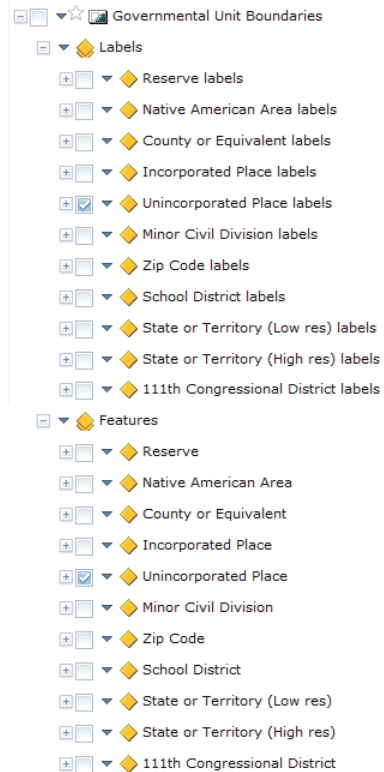 Governmental Unit Boundaries
Labels
Reserve labels
Native American Area labels
County or Equivalent labels
Incorporated Place labels
Unincorporated Place labels
Minor Civil Division labels
Zip Code labels
School District labels
State or Territory (Low res) labels
State or Territory (High res) labels
111th Congressional District labels
Features
Reserve
Native American Area
County or Equivalent
Incorporated Place
Unincorporated Place
Minor Civil Division
Zip Code
School District
State or Territory (Low res)
State or Territory (High res)
111th Congressional District